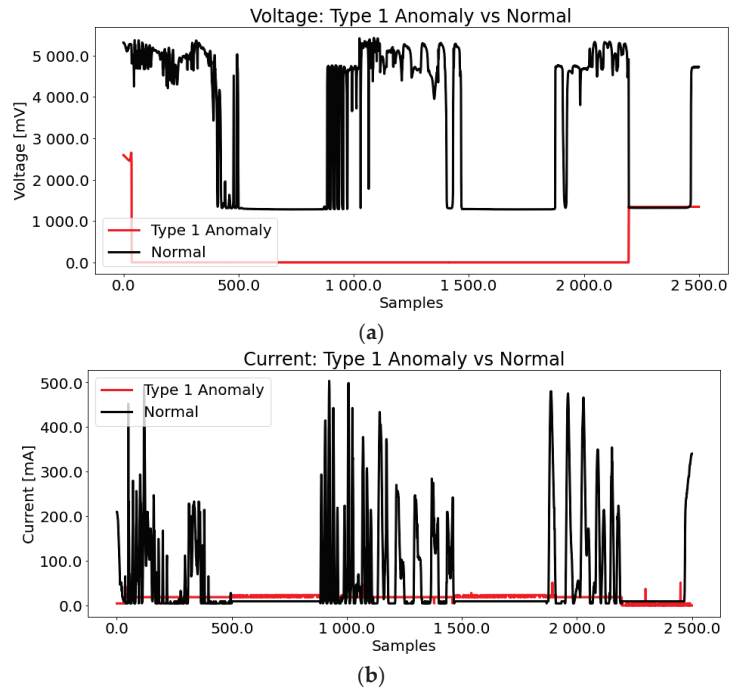 Voltage: Type 1 Anomaly vs Normal
5 000.0
4 000.0
3 000.0
2 000.0
1 000.0
0.0
Voltage [mV]
Type 1 Anomaly
Normal
0.0 500.0 1 000.0 1 500.0 2 000.0 2 500.0
Samples
(a)
Current: Type 1 Anomaly vs Normal
500.0
400.0
300.0
200.0
100.0
0.0
Current [mA]
Type 1 Anomaly
Normal
0.0 500.0 1 000.0 1 500.0 2 000.0 2 500.0
Samples
(b)